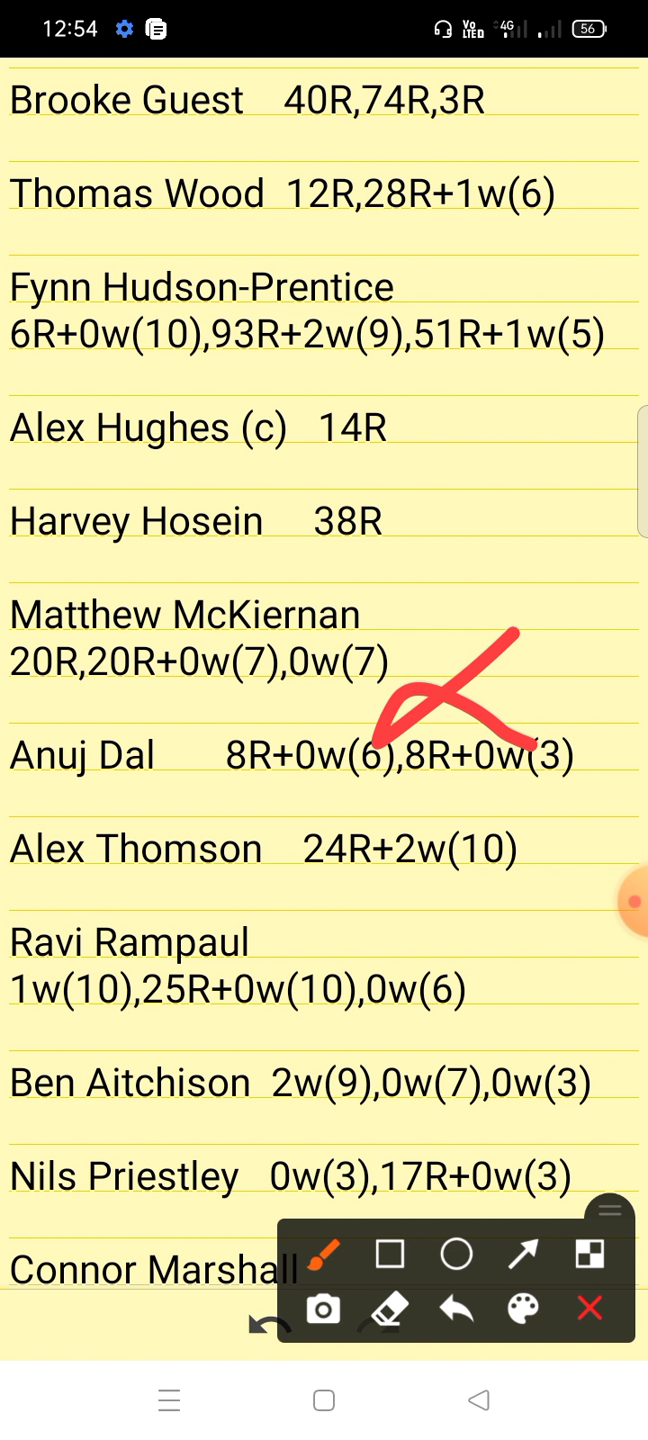 12:54 Vo LTED 4G 56
Brooke Guest 40R,74R,3R
Thomas Wood 12R,28R+1w(6)
Fynn Hudson-Prentice
6R+0w(10),93R+2w(9),51R+1w(5)
Alex Hughes (c) 14R
Harvey Hosein 38R
Matthew McKiernan
20R,20R+0w(7),0w(7)
Anuj Dal 8R+0w(6),8R+0w(3)
Alex Thomson 24R+2w(10)
Ravi Rampaul
1w(10),25R+0w(10),0w(6)
Ben Aitchison 2w(9),0w(7),0w(3)
Nils Priestley 0w(3),17R+0w(3)
Connor Marshall